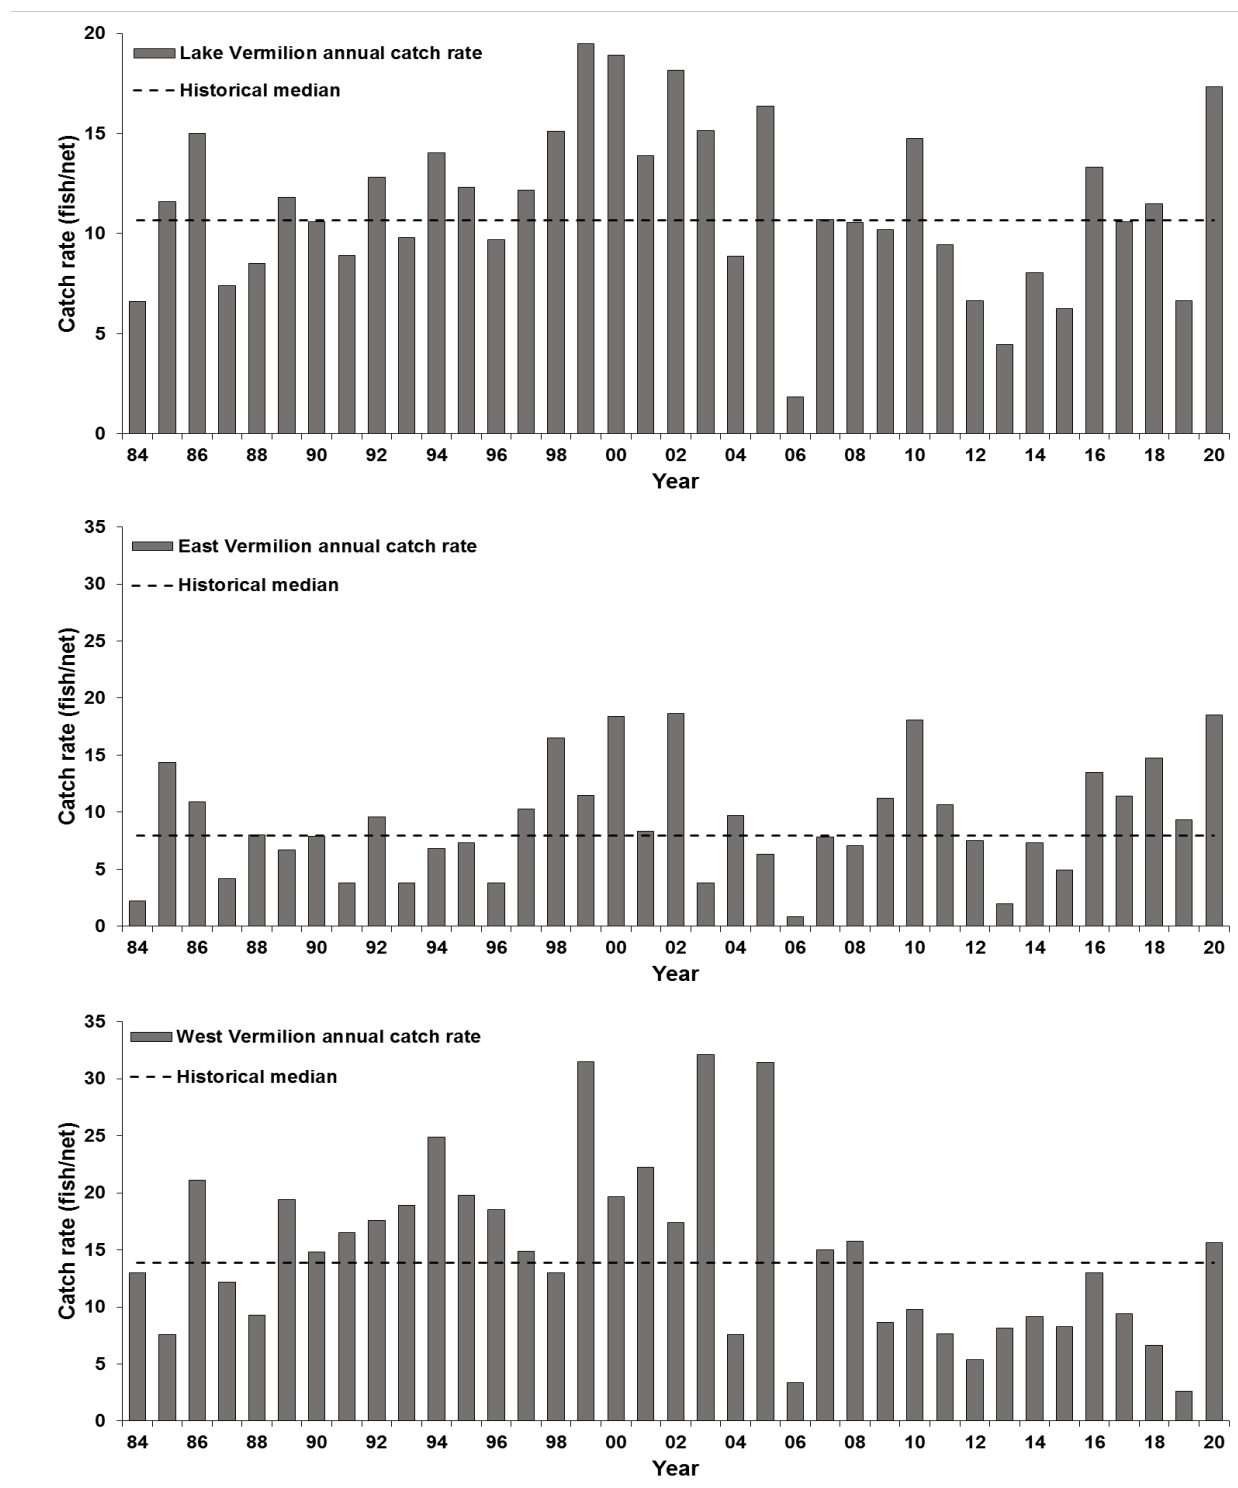 20
Lake Vermilion annual catch rate
Historical median
15
10
5
0
Catch rate (fish/net)
84 86 88 90 92 94 96 98 00 02 04 06 08 10 12 14 16 18 20
Year
35
East Vermilion annual catch rate
30
Historical median
25
20
15
10
5
0
Catch rate (fish/net)
84 86 88 90 92 94 96 98 00 02 04 06 08 10 12 14 16 18 20
Year
35
West Vermilion annual catch rate
30
Historical median
25
20
15
10
5
0
Catch rate (fish/net)
84 86 88 90 92 94 96 98 00 02 04 06 08 10 12 14 16 18 20
Year